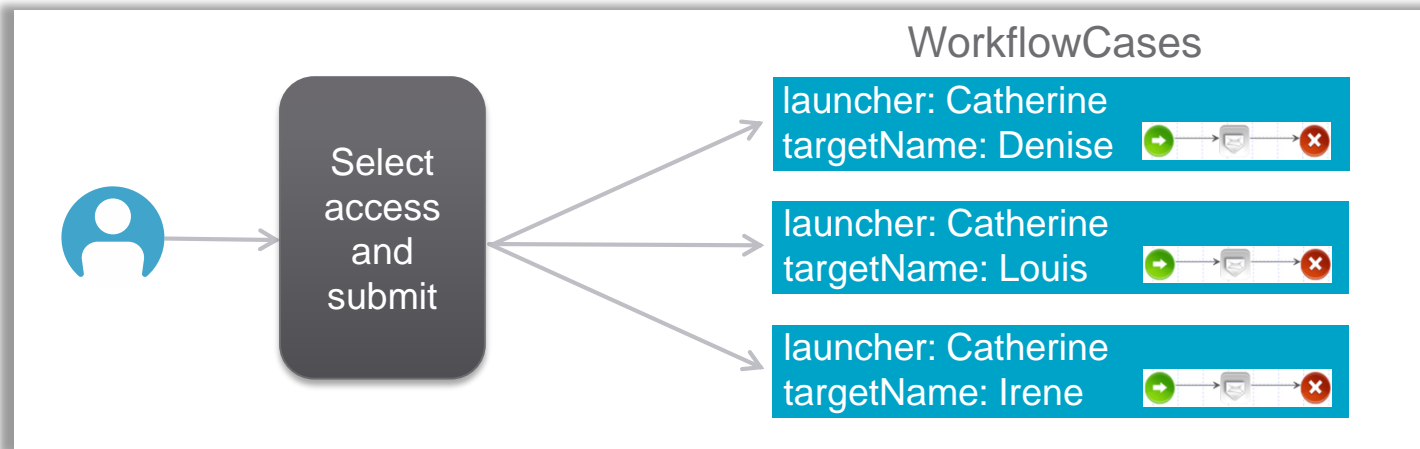 WorkflowCases
Select
access
and
submit
launcher: Catherine
targetName: Denise
launcher: Catherine
targetName: Louis
launcher: Catherine
targetName: Irene